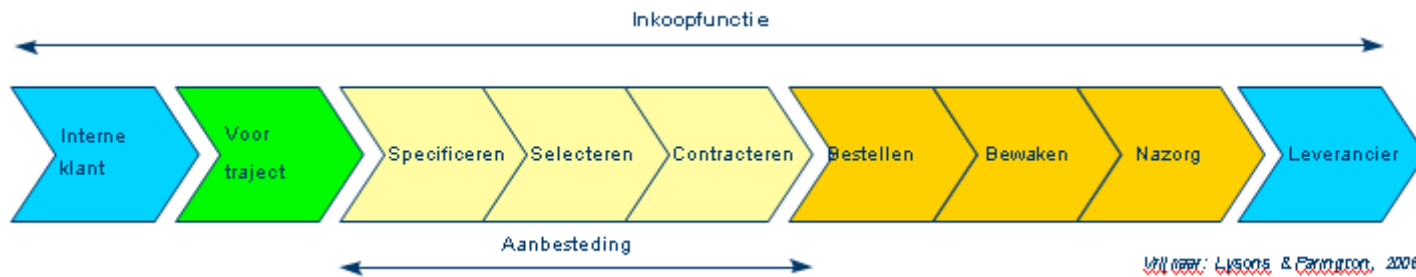 Inkoopfunctie
Interne
klant
Voor
traject
Specificeren
Selecteren
Contracteren
Bestellen
Bewaken
Nazorg
Leverancier
Aanbesteding
Vrij naar: Lysons & Farrington, 2006